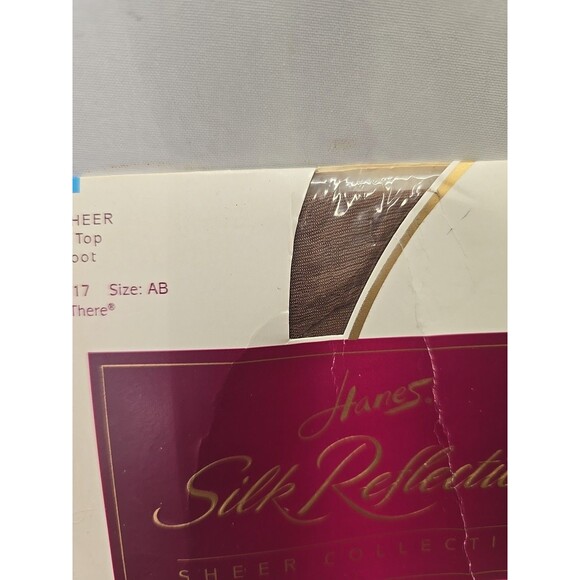 HEER
Top
oot
17 Size: AB
There®
Hanes®
Silk Reflectio
SHEER COLLECTI